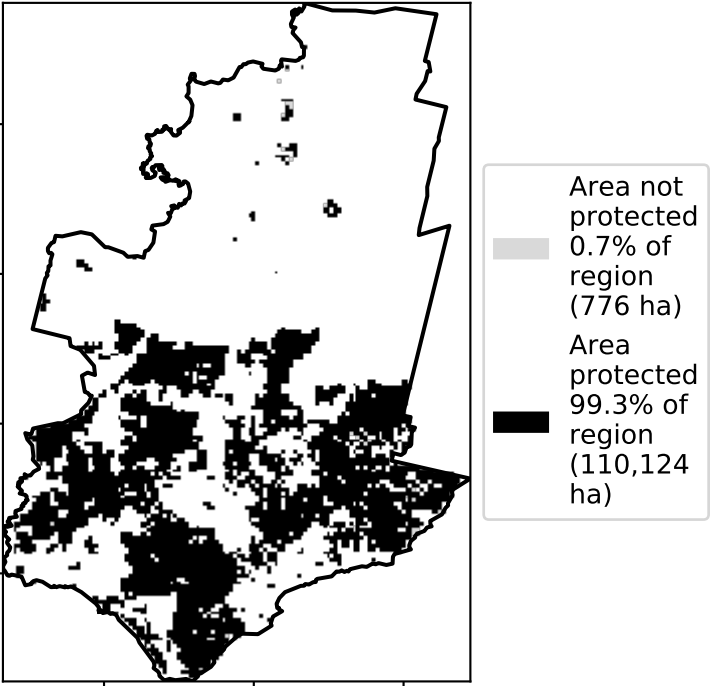 Area not
protected
0.7% of
region
(776 ha)
Area
protected
99.3% of
region
(110,124
ha)